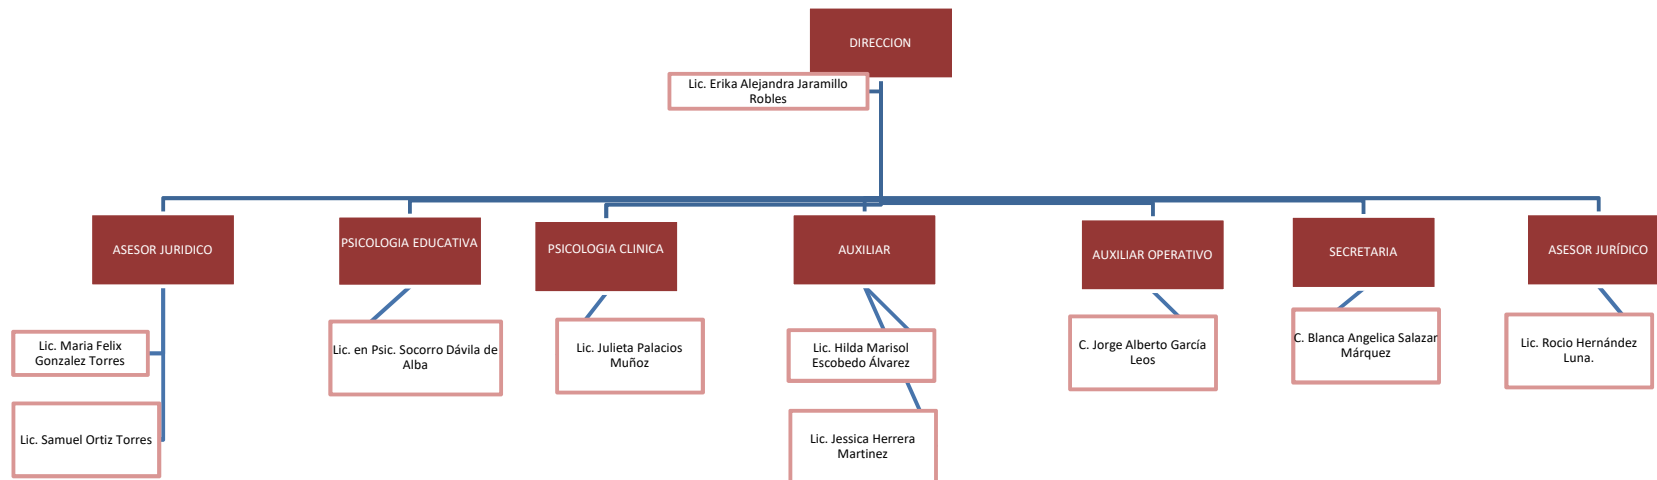 DIRECCION
Lic. Erika Alejandra Jaramillo
Robles
ASESOR JURIDICO
PSICOLOGIA EDUCATIVA
PSICOLOGIA CLINICA
AUXILIAR
AUXILIAR OPERATIVO
SECRETARIA
ASESOR JURÍDICO
Lic. Maria Felix
Gonzalez Torres
Lic. en Psic. Socorro Dávila de
Alba
Lic. Julieta Palacios
Muñoz
Lic. Hilda Marisol
Escobedo Álvarez
C. Jorge Alberto García
Leos
C. Blanca Angelica Salazar
Márquez
Lic. Rocio Hernández
Luna.
Lic. Samuel Ortiz Torres
Lic. Jessica Herrera
Martinez